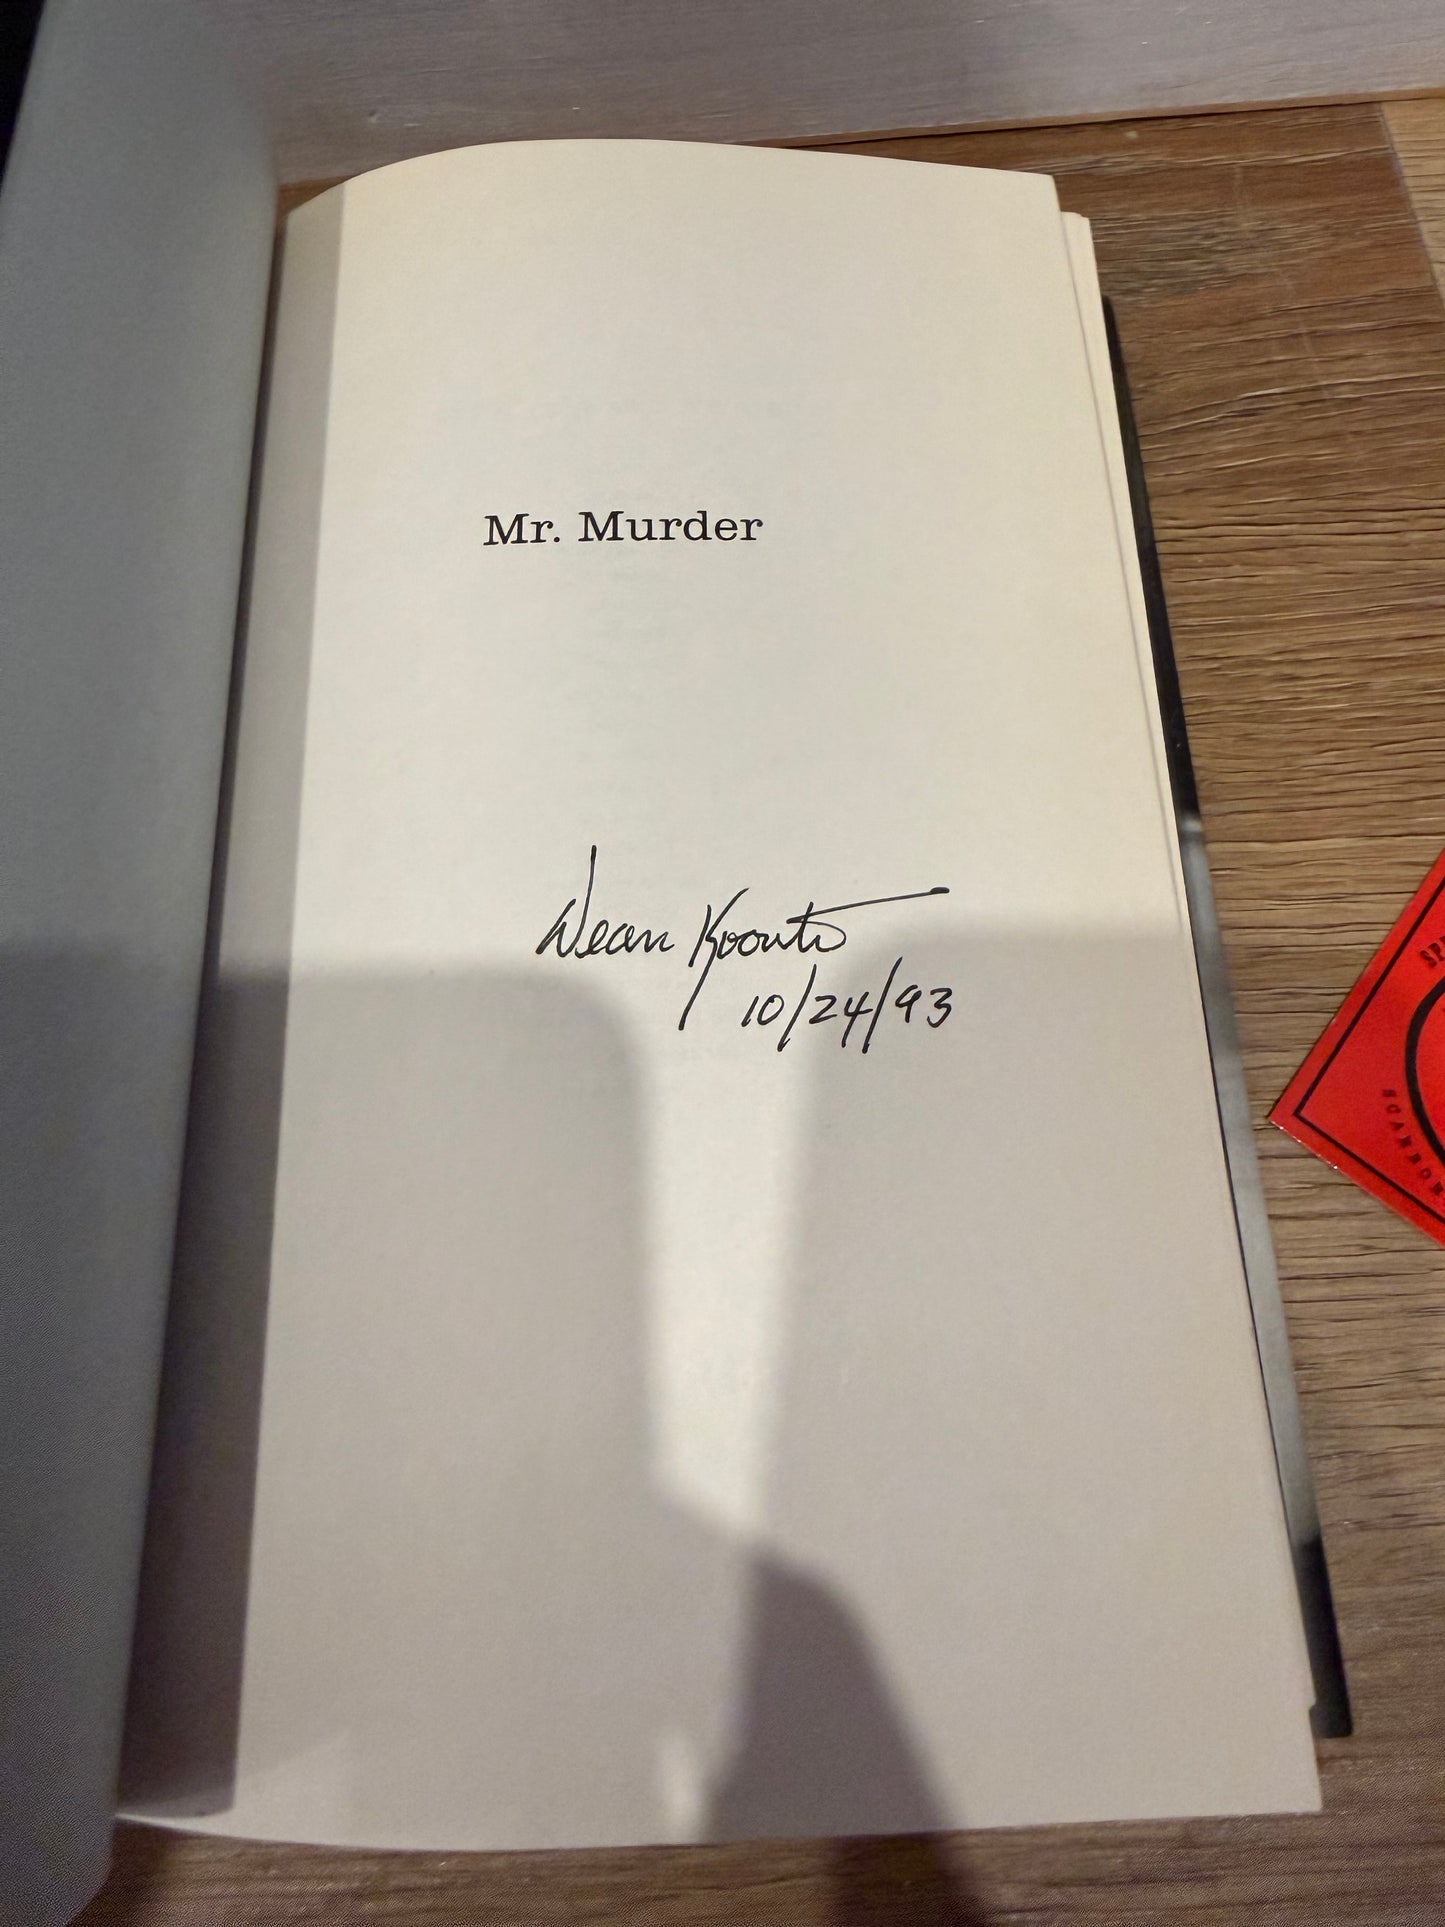 Mr. Murder
Dean Koontz
10/24/93